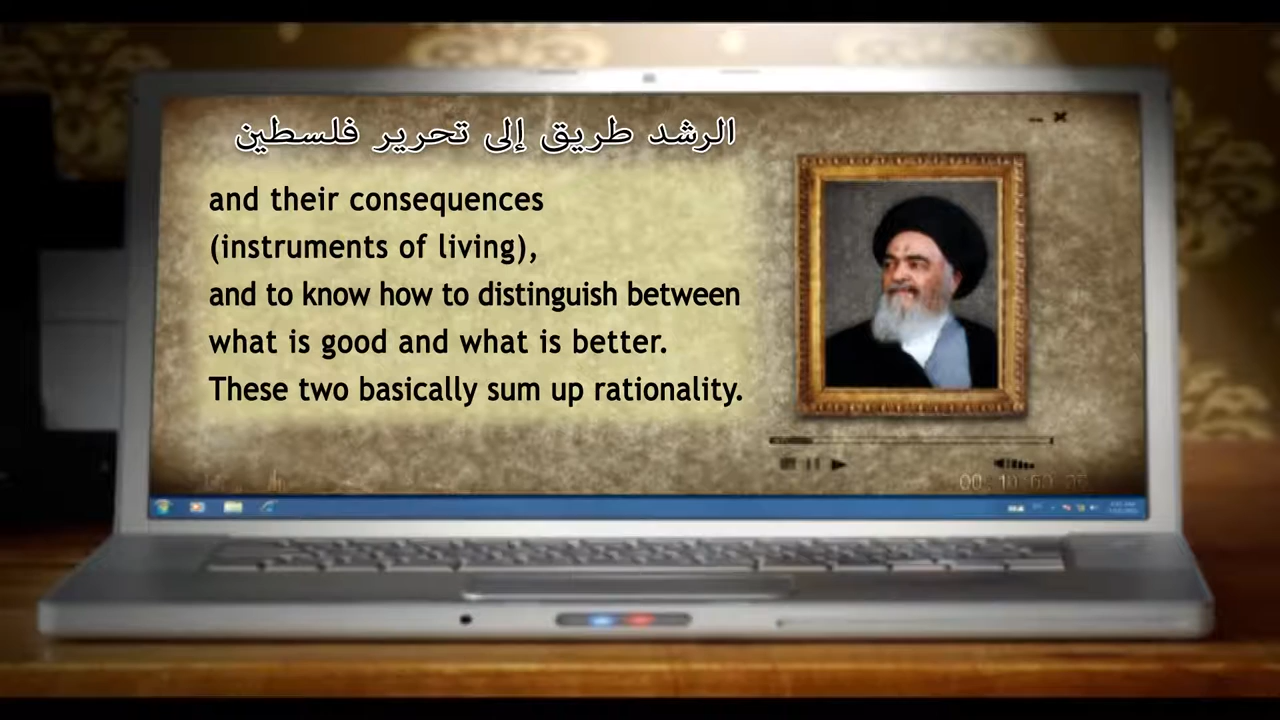 الرشد طريق إلى تحرير فلسطين
and their consequences
(instruments of living),
and to know how to distinguish between
what is good and what is better.
These two basically sum up rationality.